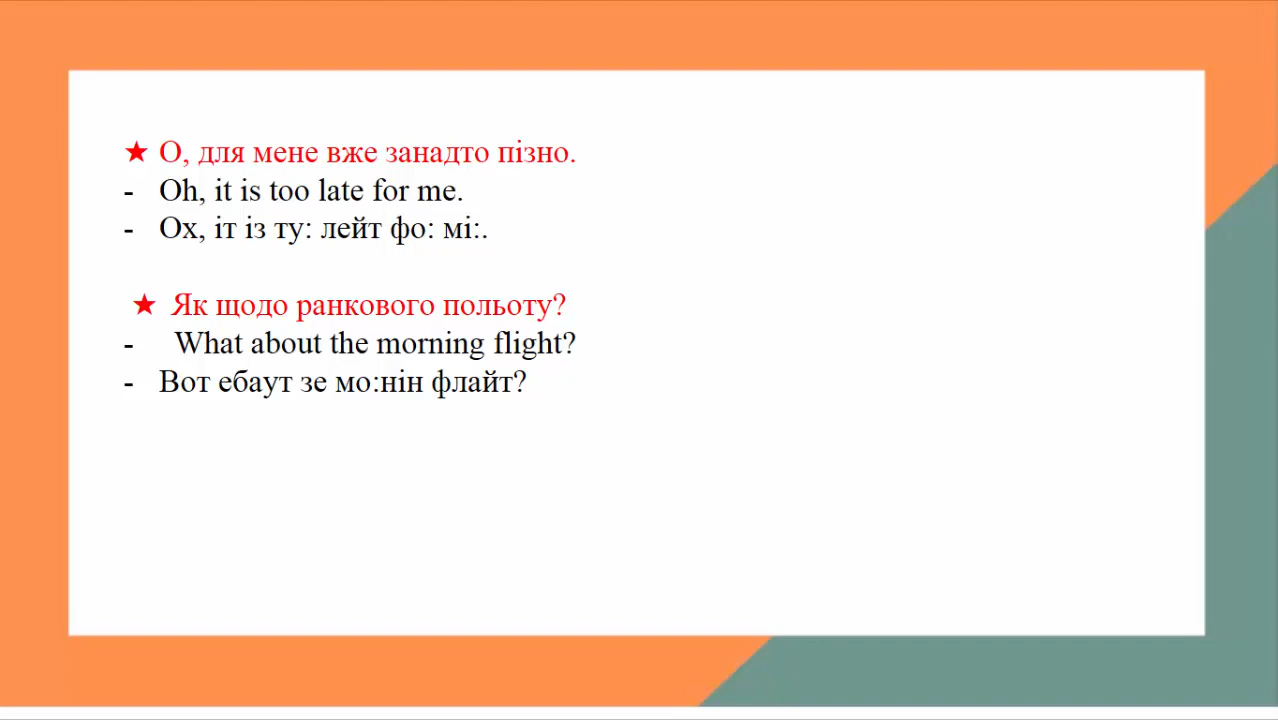 ★ О, для мене вже занадто пізно.
- Oh, it is too late for me.
- Ох, іт із ту: лейт фо: мі:.
★ Як щодо ранкового польоту?
- What about the morning flight?
- Вот ебаут зе мо:нін флайт?